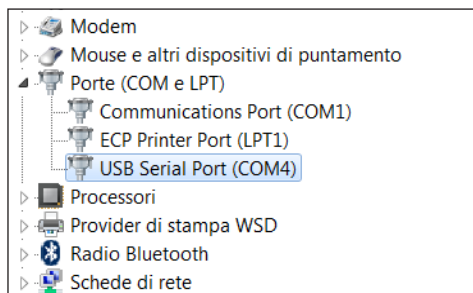 Modem
Mouse e altri dispositivi di puntamento
Porte (COM e LPT)
Communications Port (COM1)
ECP Printer Port (LPT1)
USB Serial Port (COM4)
Processori
Provider di stampa WSD
Radio Bluetooth
Schede di rete